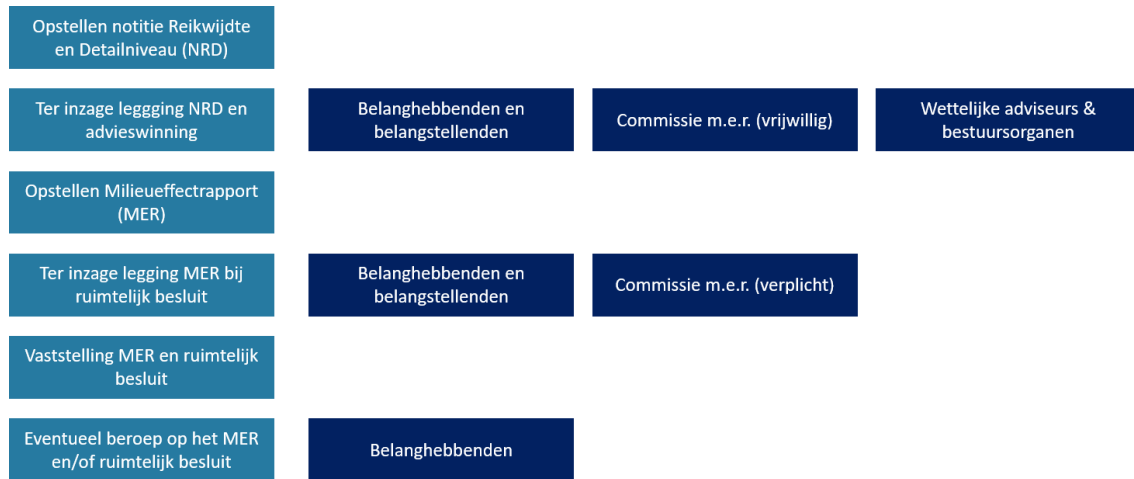 Opstellen notitie Reikwijdte
en Detailniveau (NRD)
Ter inzage leggging NRD en
advieswinning
Belanghebbenden en
belangstellenden
Commissie m.e.r. (vrijwillig)
Wettelijke adviseurs &
bestuursorganen
Opstellen Milieueffectrapport
(MER)
Ter inzage legging MER bij
ruimtelijk besluit
Belanghebbenden en
belangstellenden
Commissie m.e.r. (verplicht)
Vaststelling MER en ruimtelijk
besluit
Eventueel beroep op het MER
en/of ruimtelijk besluit
Belanghebbenden